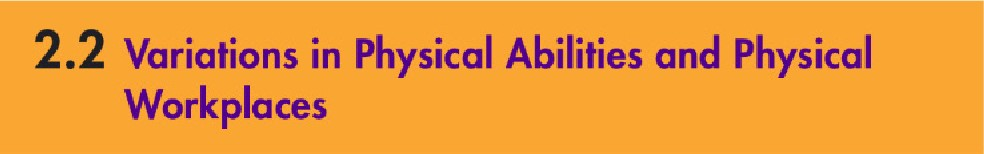 2.2 Variations in Physical Abilities and Physical
Workplaces